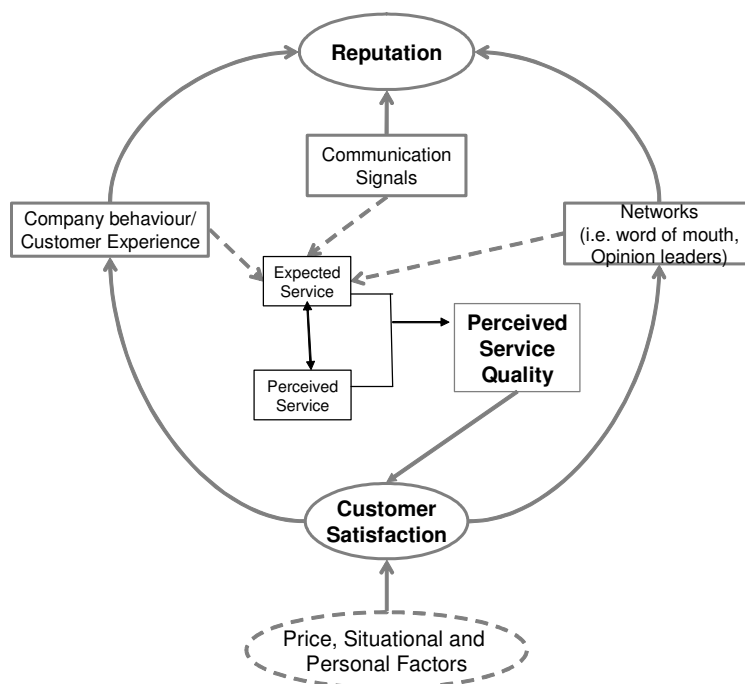 Reputation
Communication
Signals
Company behaviour/
Customer Experience
Networks
(i.e. word of mouth,
Opinion leaders)
Expected
Service
Perceived
Service
Quality
Perceived
Service
Customer
Satisfaction
Price, Situational and
Personal Factors